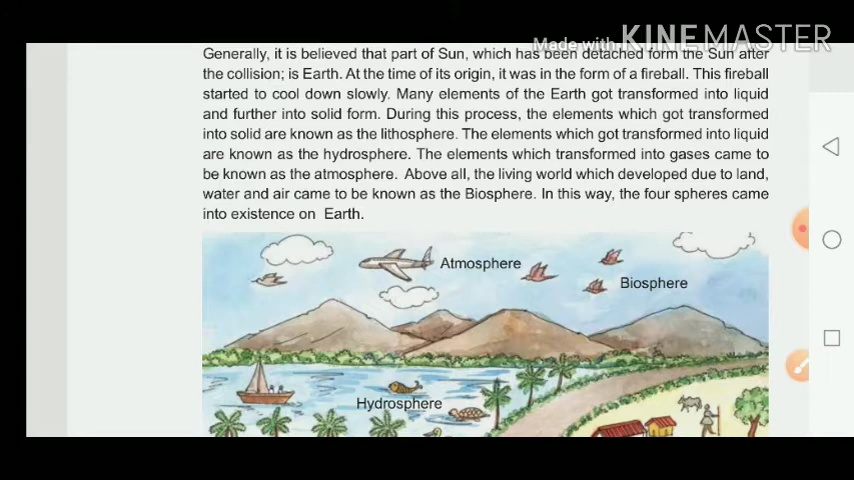 Made with KINEMASTER
Generally, it is believed that part of Sun, which has been detached form the Sun after
the collision; is Earth. At the time of its origin, it was in the form of a fireball. This fireball
started to cool down slowly. Many elements of the Earth got transformed into liquid
and further into solid form. During this process, the elements which got transformed
into solid are known as the lithosphere. The elements which got transformed into liquid
are known as the hydrosphere. The elements which transformed into gases came to
be known as the atmosphere. Above all, the living world which developed due to land,
water and air came to be known as the Biosphere. In this way, the four spheres came
into existence on Earth.
Atmosphere
Biosphere
Hydrosphere